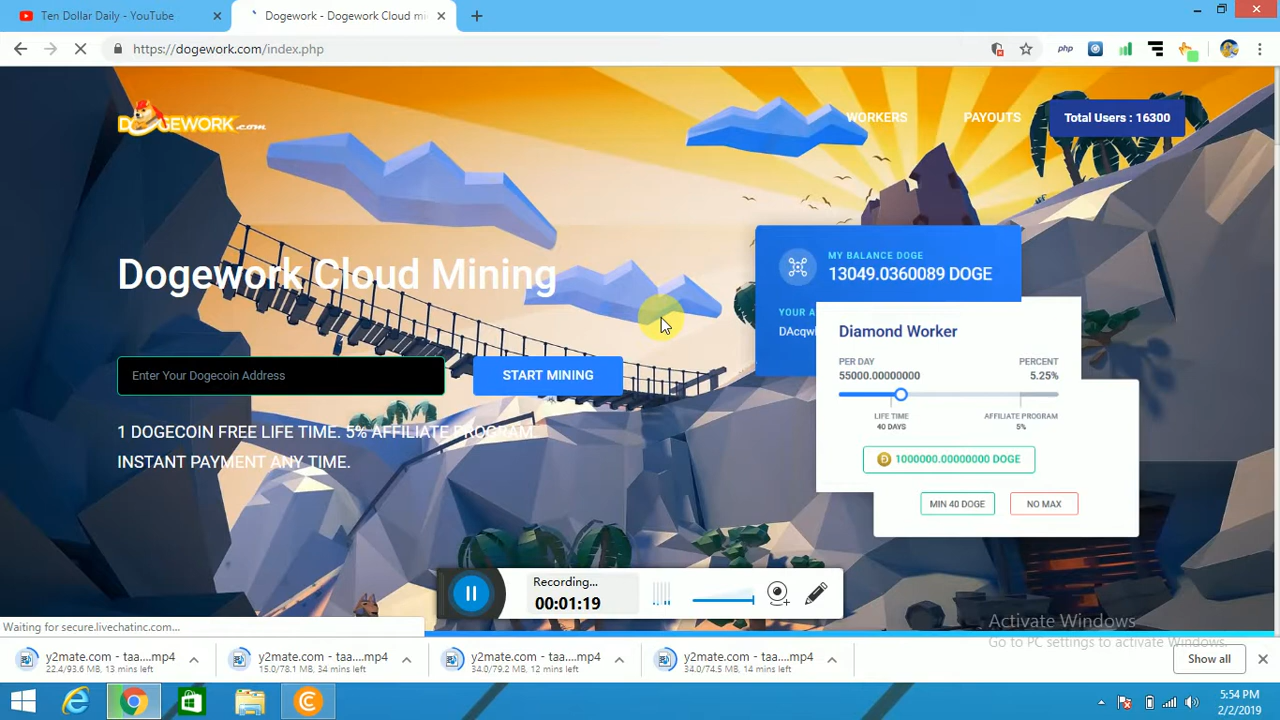 Ten Dollar Daily - YouTube
Dogework - Dogework Cloud mi
https://dogework.com/index.php
php
DOGEWORK.com
WORKERS
PAYOUTS
Total Users : 16300
MY BALANCE DOGE
13049.0360089 DOGE
YOUR A
DAcqwl
Dogework Cloud Mining
Enter Your Dogecoin Address
START MINING
1 DOGECOIN FREE LIFE TIME. 5% AFFILIATE PROGRAM.
INSTANT PAYMENT ANY TIME.
Diamond Worker
PER DAY
PERCENT
55000.00000000
5.25%
LIFE TIME
AFFILIATE PROGRAM
40 DAYS
5%
1000000.00000000 DOGE
MIN 40 DOGE
NO MAX
Recording...
00:01:19
Activate Windows
Go to PC settings to activate Windows.
Waiting for secure.livechatinc.com...
y2mate.com - taa....mp4
22.4/93.6 MB, 13 mins left
y2mate.com - taa....mp4
15.0/78.1 MB, 34 mins left
y2mate.com - taa....mp4
34.0/79.2 MB, 12 mins left
y2mate.com - taa....mp4
34.0/74.5 MB, 14 mins left
Show all
5:54 PM
2/2/2019